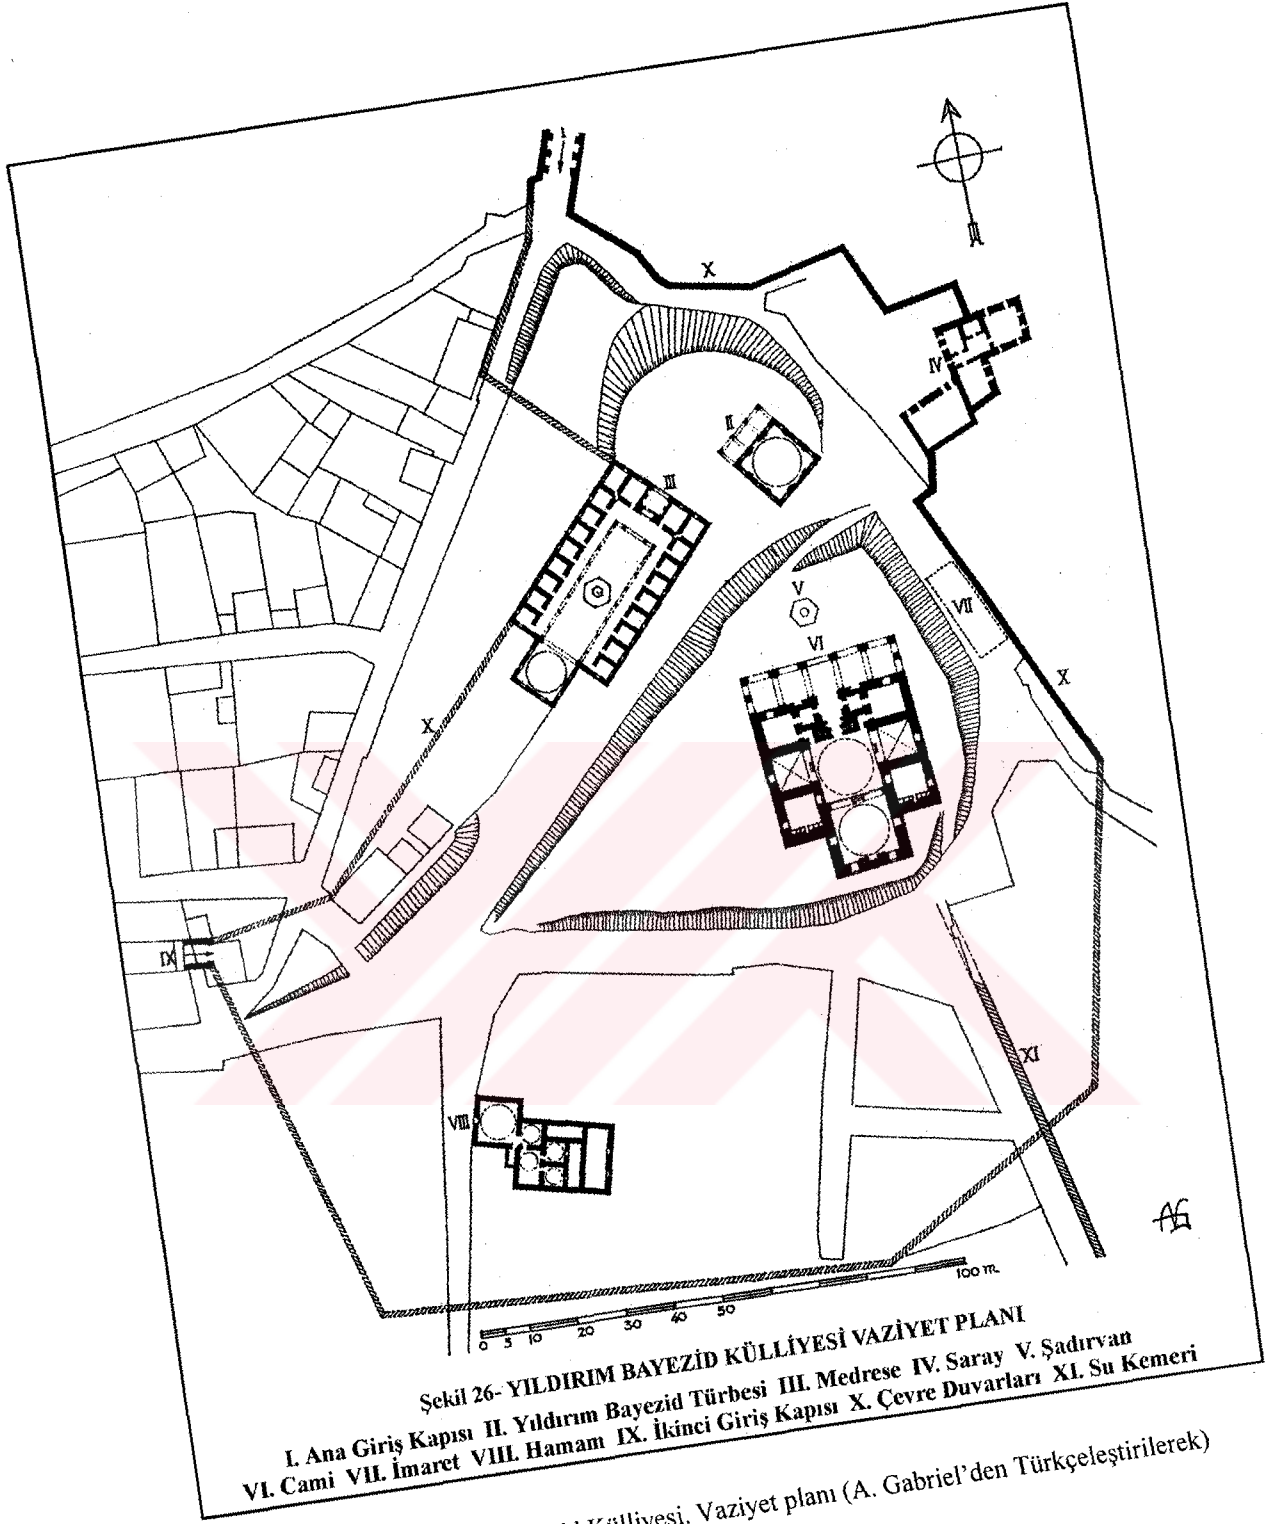 X
IV
II
III
V
VII
VI
X
X
IX
XI
VIII
AG
0 5 10 20 30 40 50 100 m.
Şekil 26- YILDIRIM BAYEZİD KÜLLİYESİ VAZİYET PLANI
I. Ana Giriş Kapısı II. Yıldırım Bayezid Türbesi III. Medrese IV. Saray V. Şadırvan
VI. Cami VII. İmaret VIII. Hamam IX. İkinci Giriş Kapısı X. Çevre Duvarları XI. Su Kemeri
Külliyesi, Vaziyet planı (A. Gabriel'den Türkçeleştirilerek)